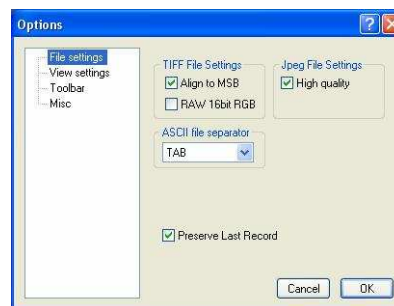 Options
File settings
View settings
Toolbar
Misc
TIFF File Settings
Align to MSB
RAW 16bit RGB
Jpeg File Settings
High quality
ASCII file separator
TAB
Preserve Last Record
Cancel
OK